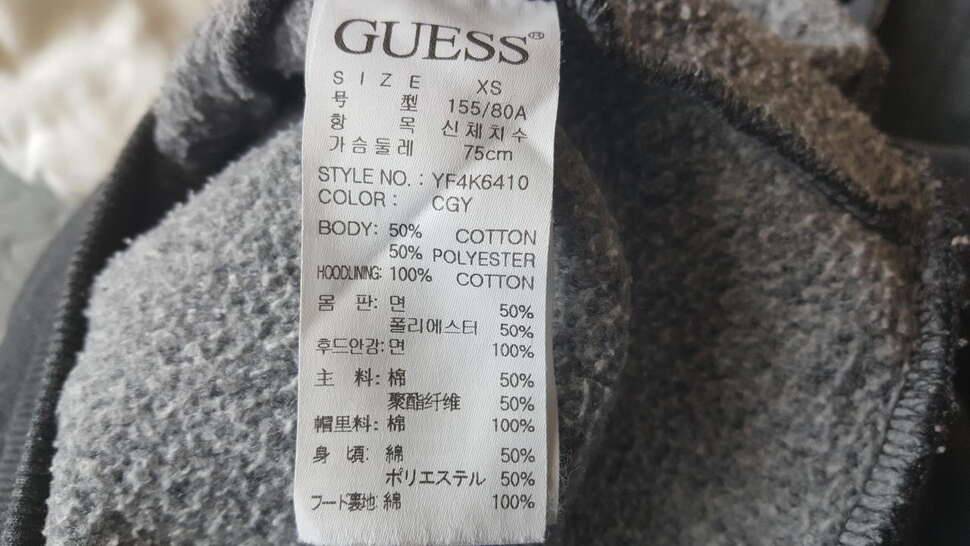 GUESS®
SIZE XS
号 型 155/80A
항 목 신체치수
가슴둘레 75cm
STYLE NO. : YF4K6410
COLOR : CGY
BODY: 50% COTTON
50% POLYESTER
HOODLINING: 100% COTTON
몸 판: 면 50%
폴리에스터 50%
후드안감: 면 100%
主 料: 棉 50%
聚酯纤维 50%
帽里料: 棉 100%
身 頃: 綿 50%
ポリエステル 50%
フード裏地: 綿 100%